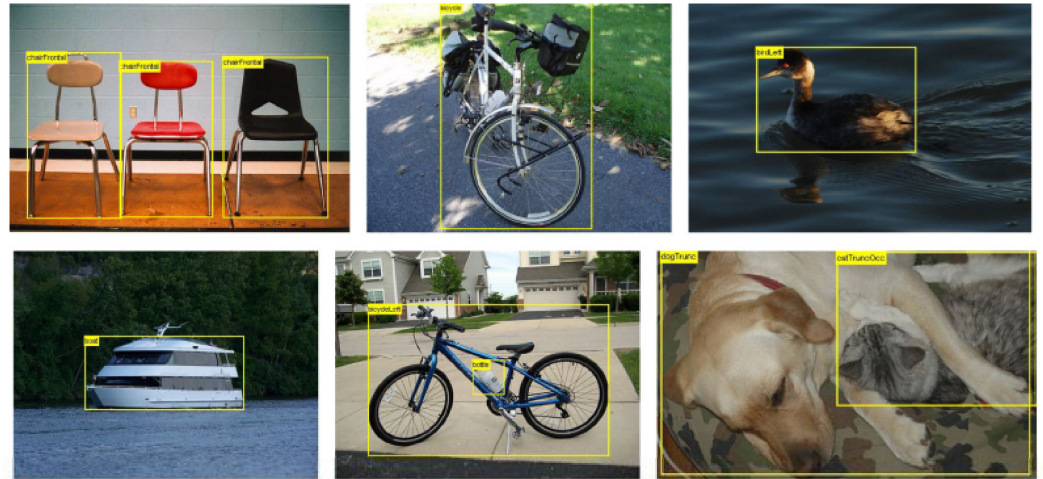 chairFrontal
chairFrontal
chairFrontal
bicycle
birdLeft
boat
bicycleLeft
bottle
dogTrunc
catTruncOcc